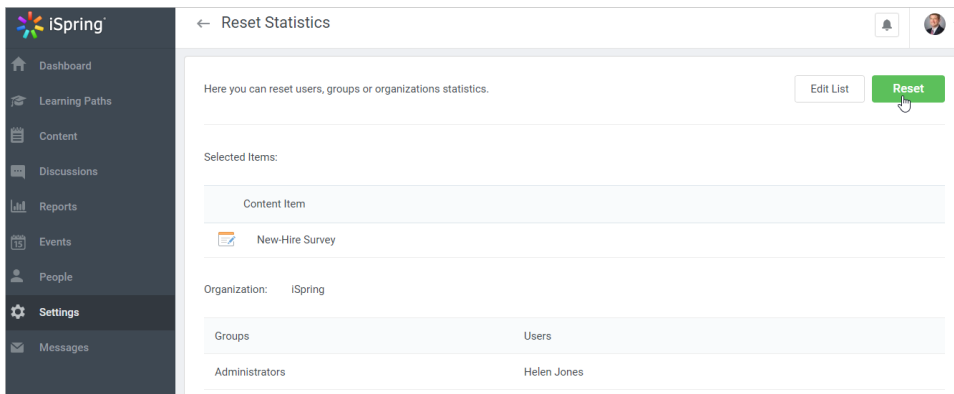 iSpring
← Reset Statistics
Dashboard
Learning Paths
Content
Discussions
Reports
15
Events
People
Settings
Messages
Here you can reset users, groups or organizations statistics.
Edit List
Reset
Selected Items:
Content Item
New-Hire Survey
Organization: iSpring
Groups Users
Administrators Helen Jones